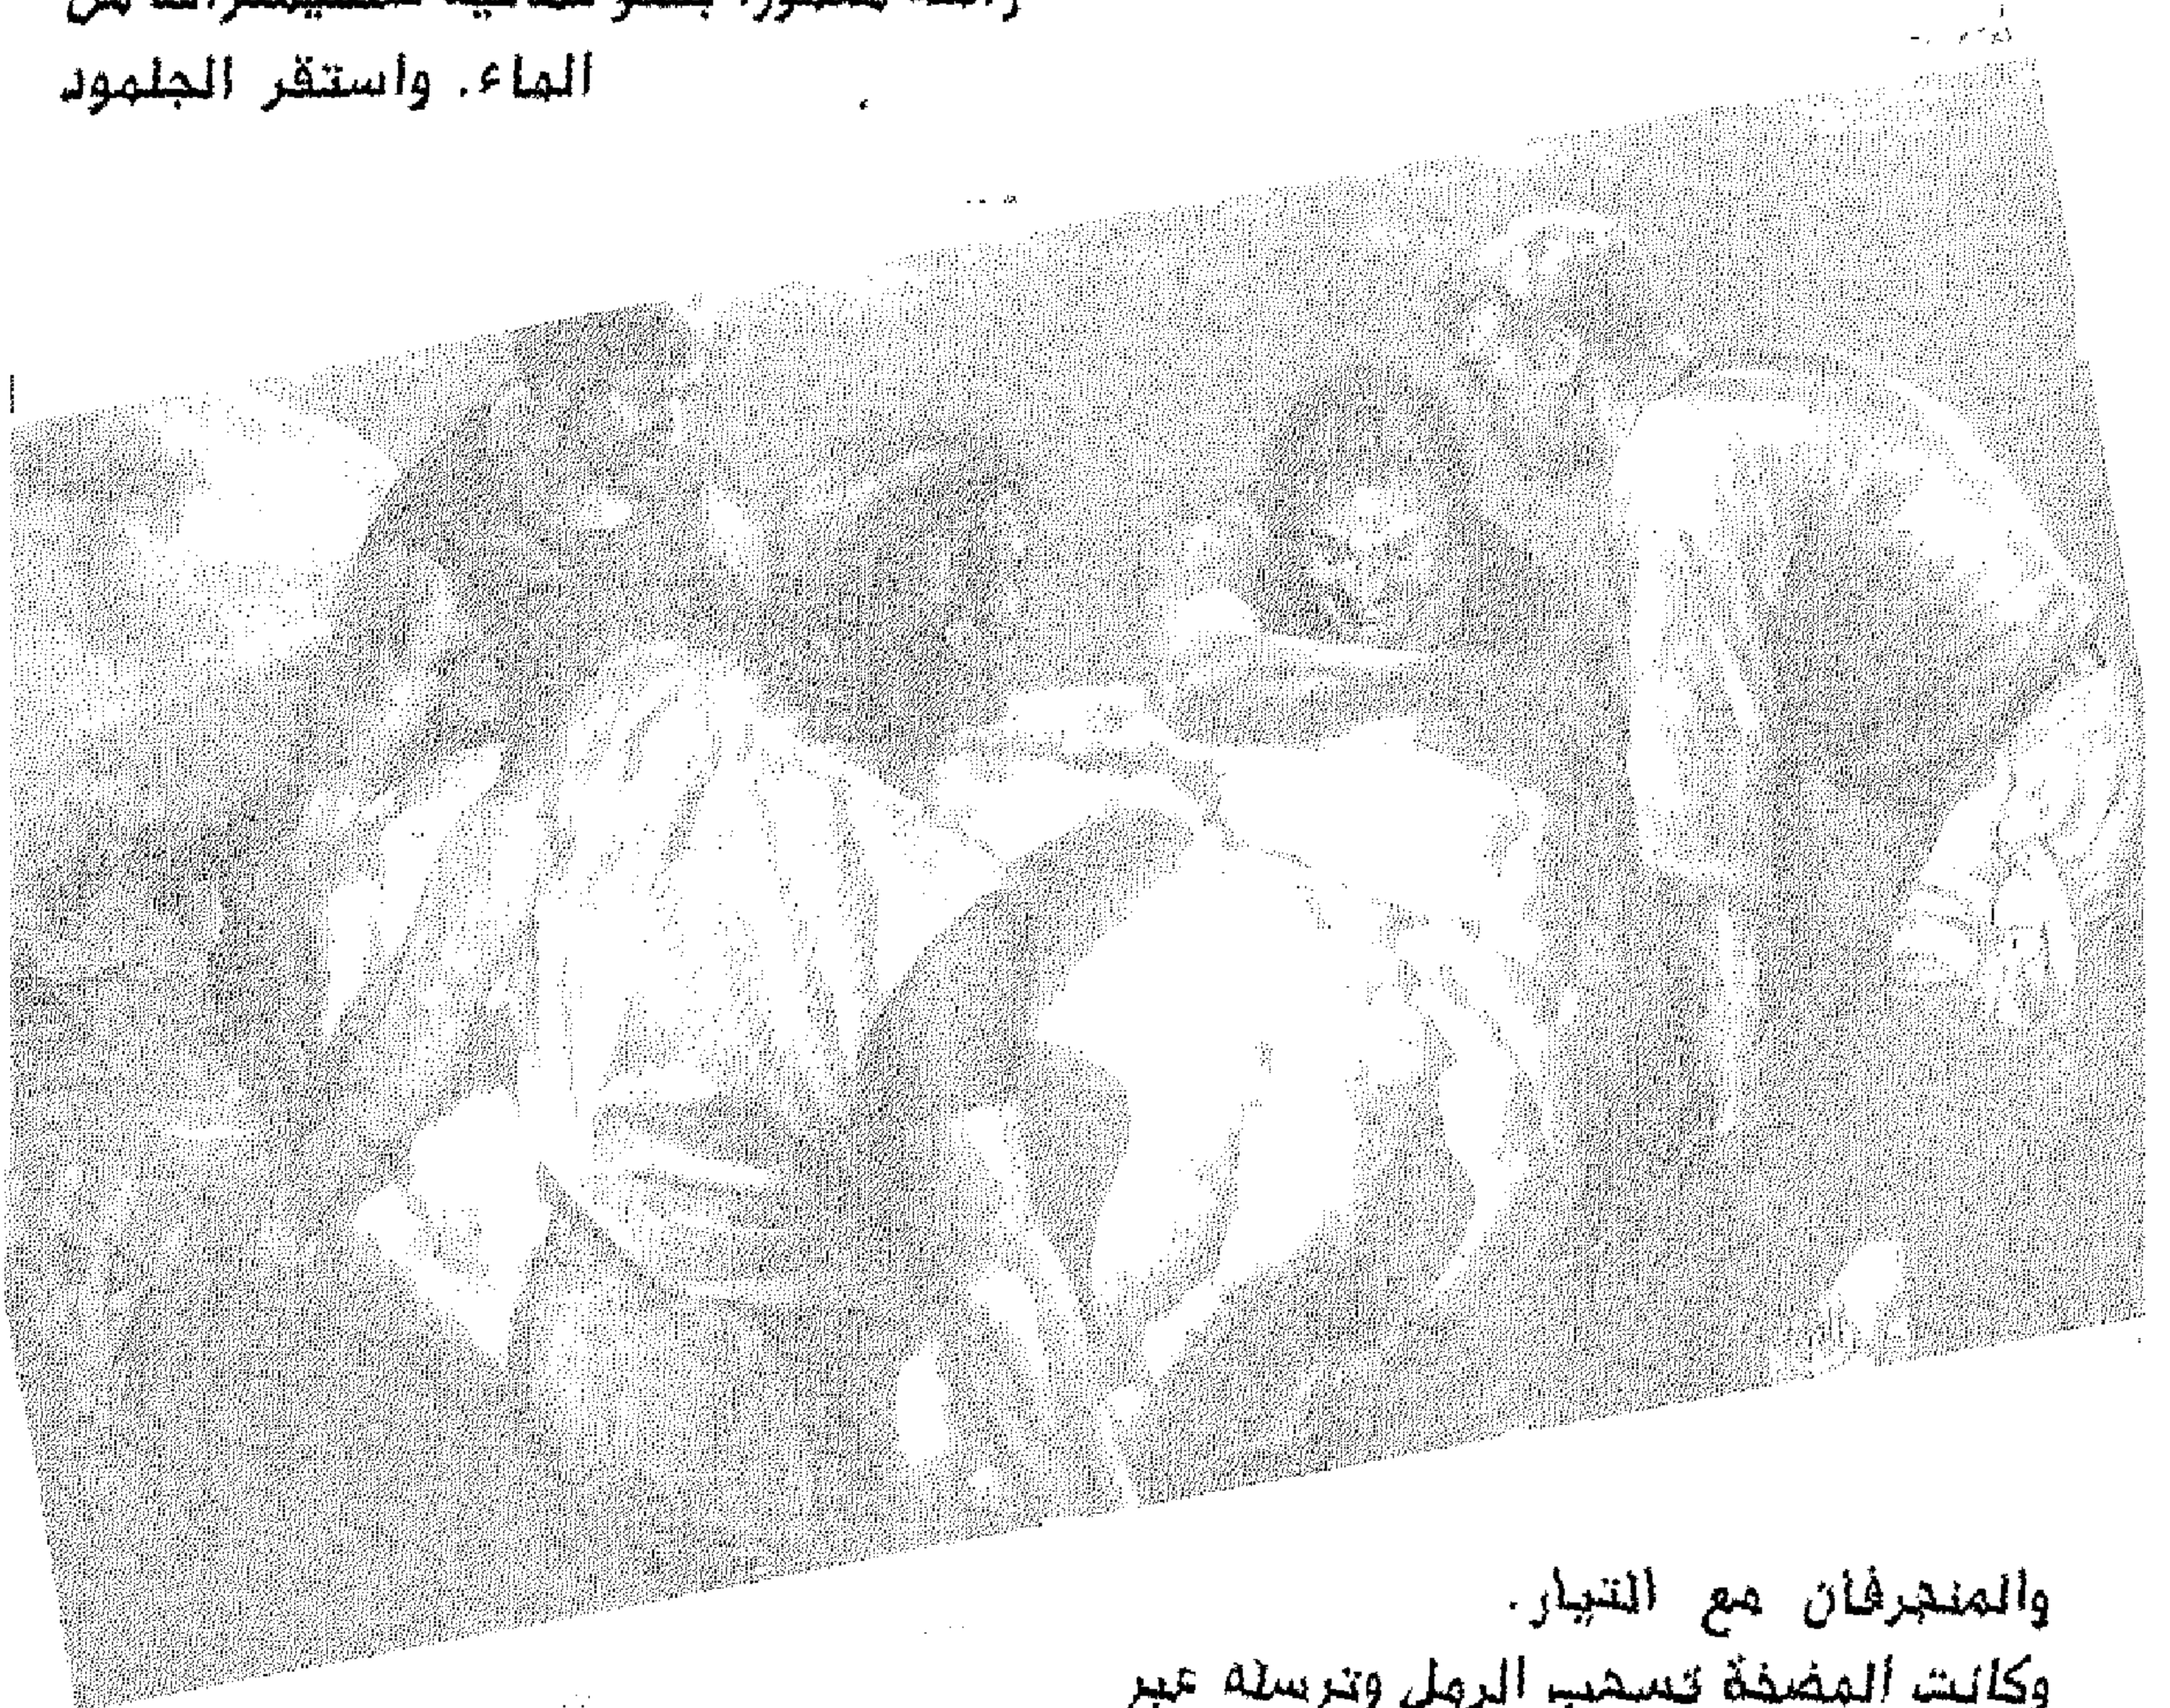 الماء. واستقر الجلمود
والمنجرفان مع التيار.
وكانت المضخة تسحب الرمل وترسله عبر